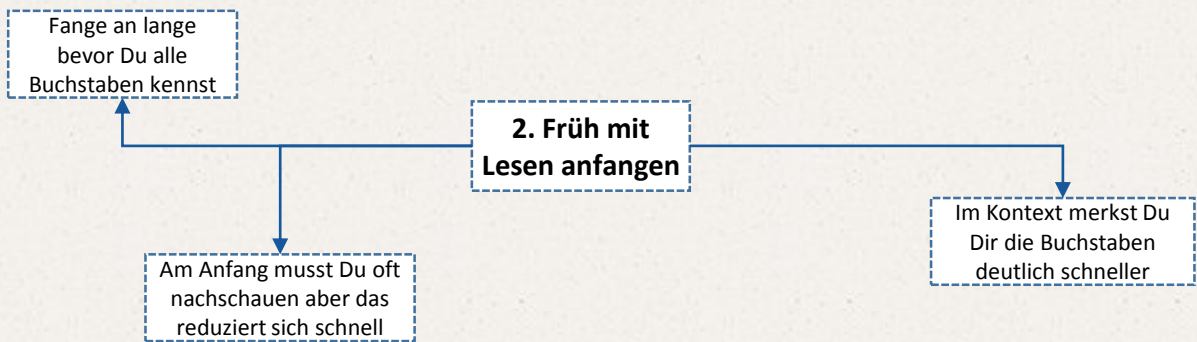 Fange an lange
bevor Du alle
Buchstaben kennst
2. Früh mit
Lesen anfangen
Am Anfang musst Du oft
nachschauen aber das
reduziert sich schnell
Im Kontext merkst Du
Dir die Buchstaben
deutlich schneller